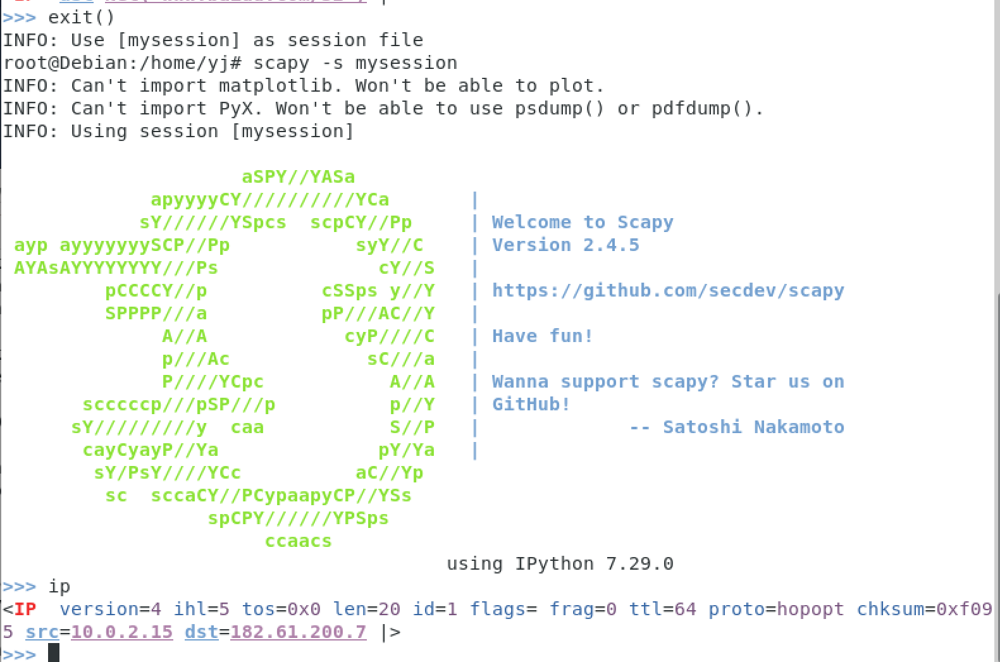 >>> exit()
INFO: Use [mysession] as session file
root@Debian:/home/yj# scapy -s mysession
INFO: Can't import matplotlib. Won't be able to plot.
INFO: Can't import PyX. Won't be able to use psdump() or pdfdump().
INFO: Using session [mysession]
aSPY//YASa
apyyyyCY//////////YCa |
sY//////YSpcs scpCY//Pp | Welcome to Scapy
ayp ayyyyyyySCP//Pp syY//C | Version 2.4.5
AYAsAYYYYYYYY///Ps cY//S |
pCCCCY//p cSSps y//Y | https://github.com/secdev/scapy
SPPPP///a pP///AC//Y |
A//A cyP////C | Have fun!
p///Ac sC///a |
P////YCpc A//A | Wanna support scapy? Star us on
scccccp///pSP///p p//Y | GitHub!
sY/////////y caa S//P | -- Satoshi Nakamoto
cayCyayP//Ya pY/Ya |
sY/PsY////YCc aC//Yp
sc sccaCY//PCypaapyCP//YSs
spCPY//////YPSps
ccaacs
using IPython 7.29.0
>>> ip
<IP version=4 ihl=5 tos=0x0 len=20 id=1 flags= frag=0 ttl=64 proto=hopopt chksum=0xf09
5 src=10.0.2.15 dst=182.61.200.7 |>
>>>